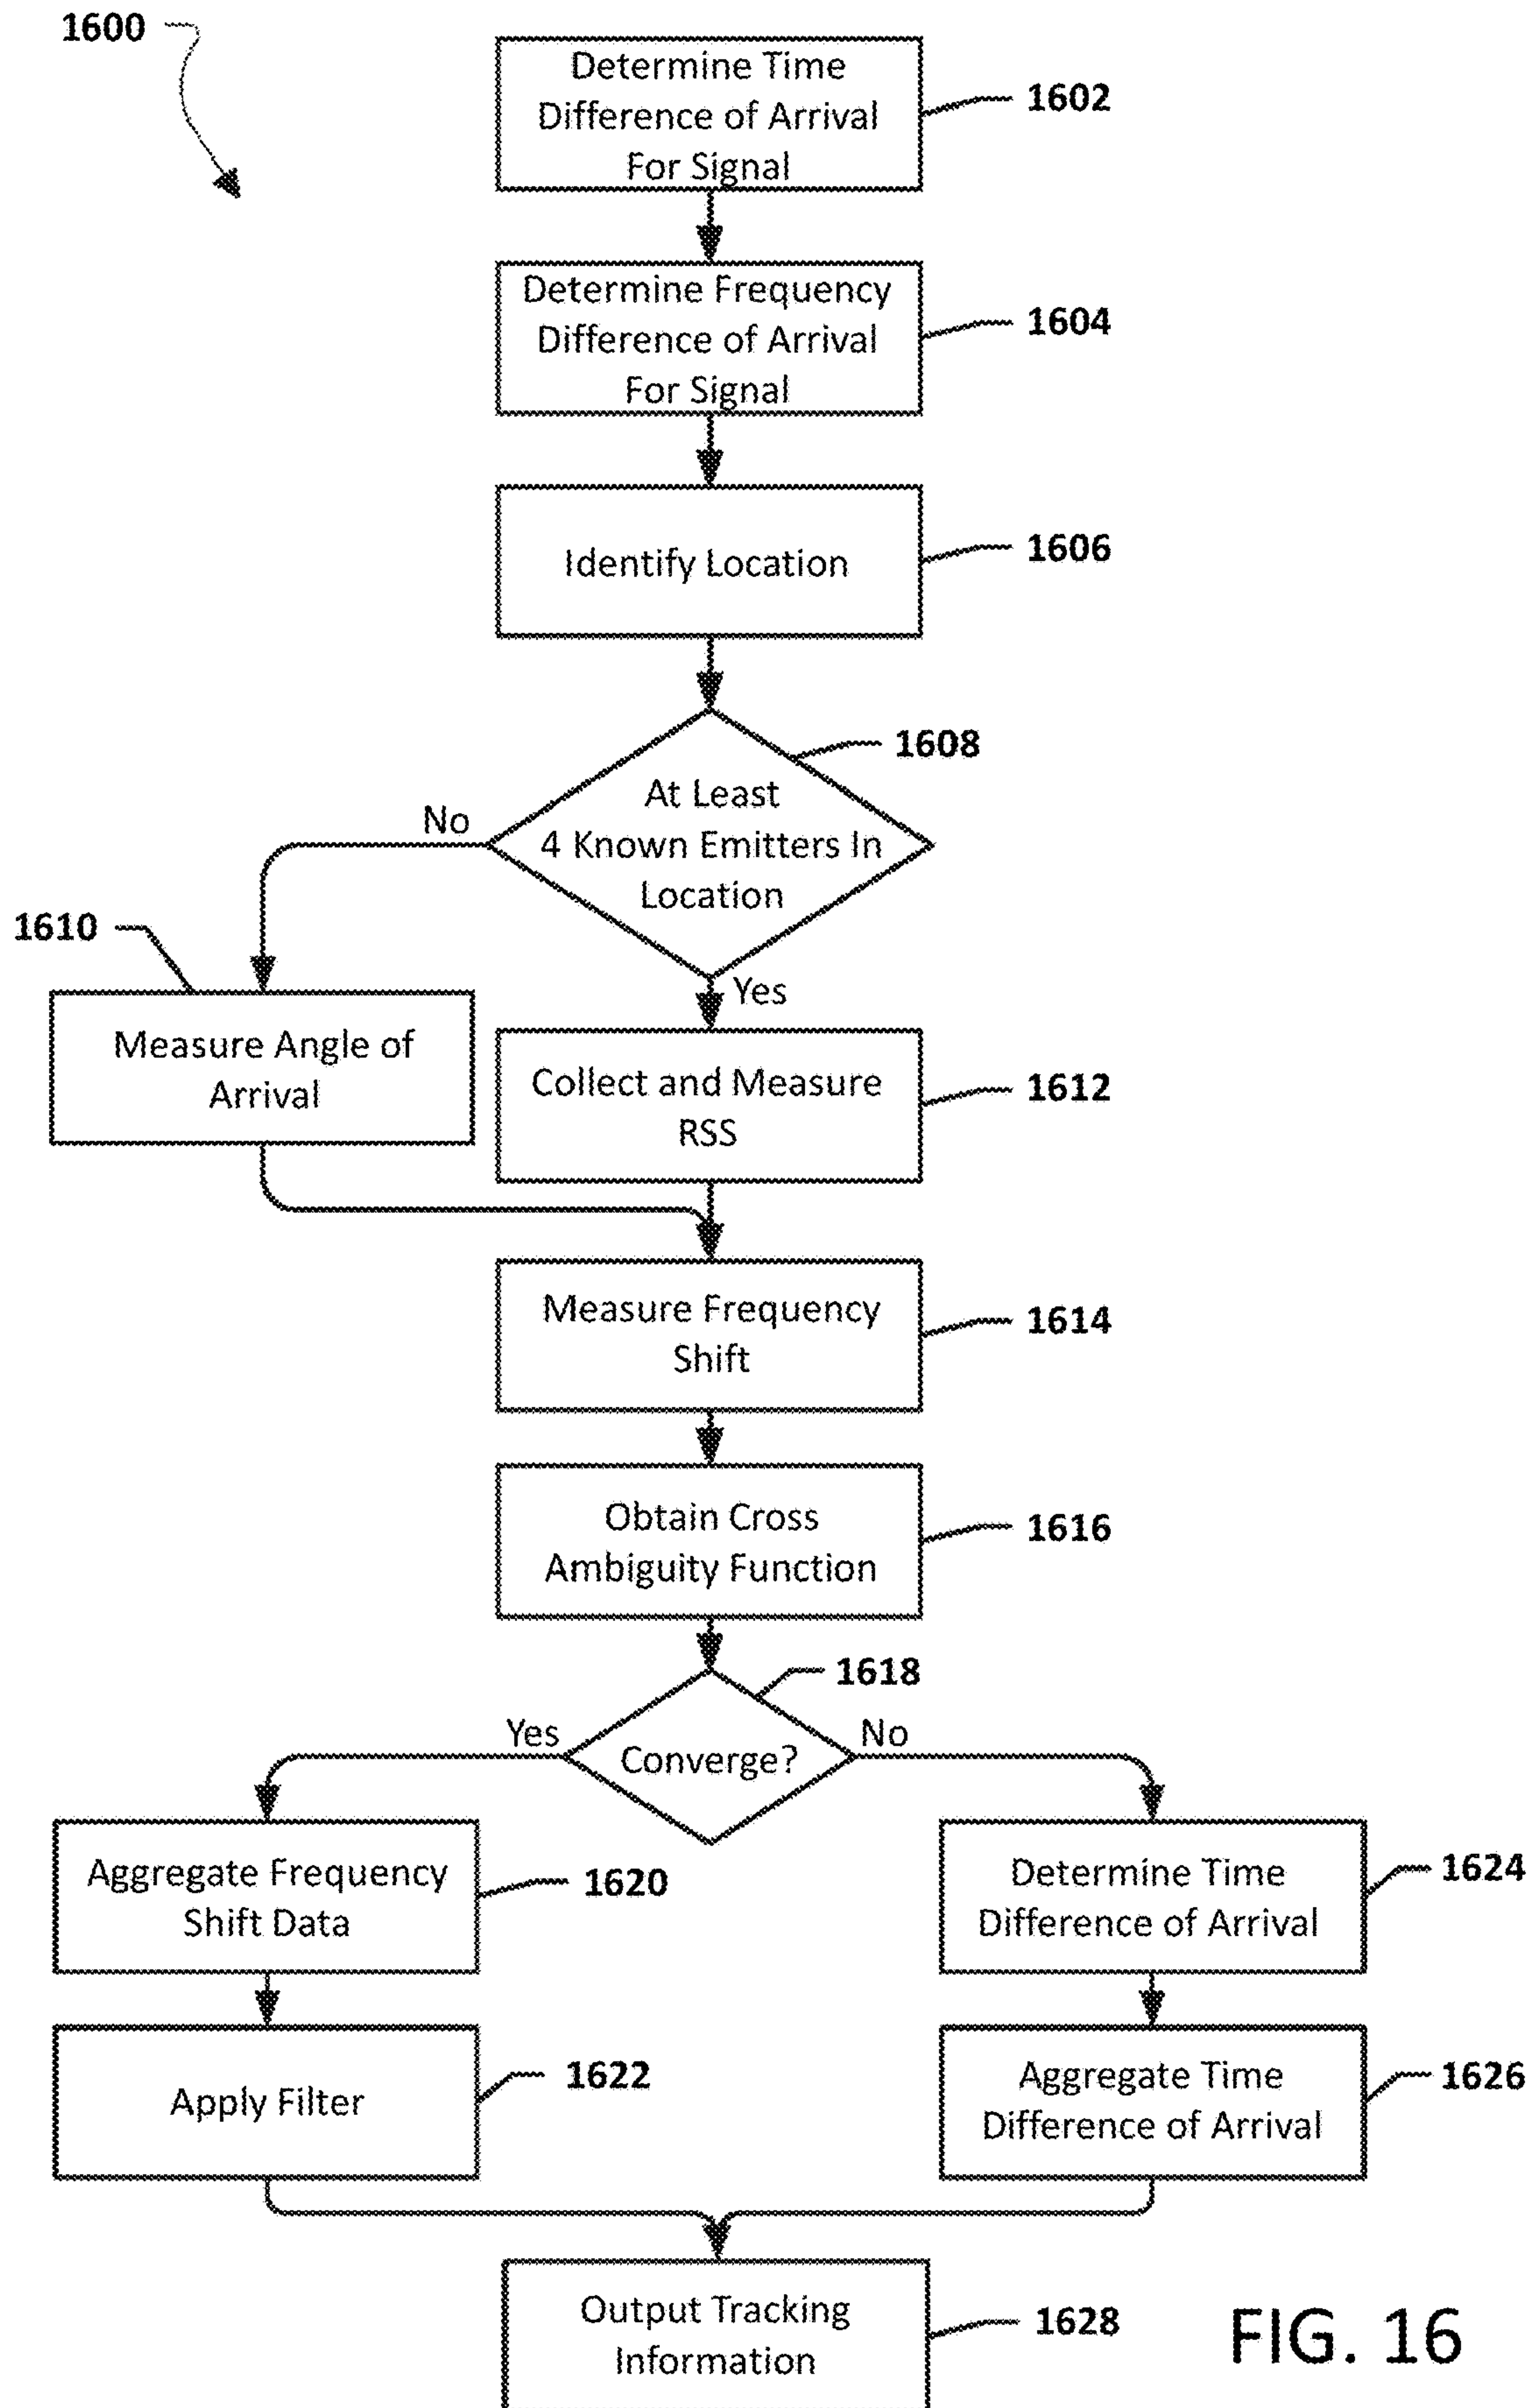 1600
Determine Time
Difference of Arrival
For Signal
1602
Determine Frequency
Difference of Arrival
For Signal
1604
Identify Location
1606
1608
At Least
4 Known Emitters In
Location
No
Yes
1610
Measure Angle of
Arrival
Collect and Measure
RSS
1612
Measure Frequency
Shift
1614
Obtain Cross
Ambiguity Function
1616
1618
Converge?
Yes
No
Aggregate Frequency
Shift Data
1620
Determine Time
Difference of Arrival
1624
Apply Filter
1622
Aggregate Time
Difference of Arrival
1626
Output Tracking
Information
1628
FIG. 16